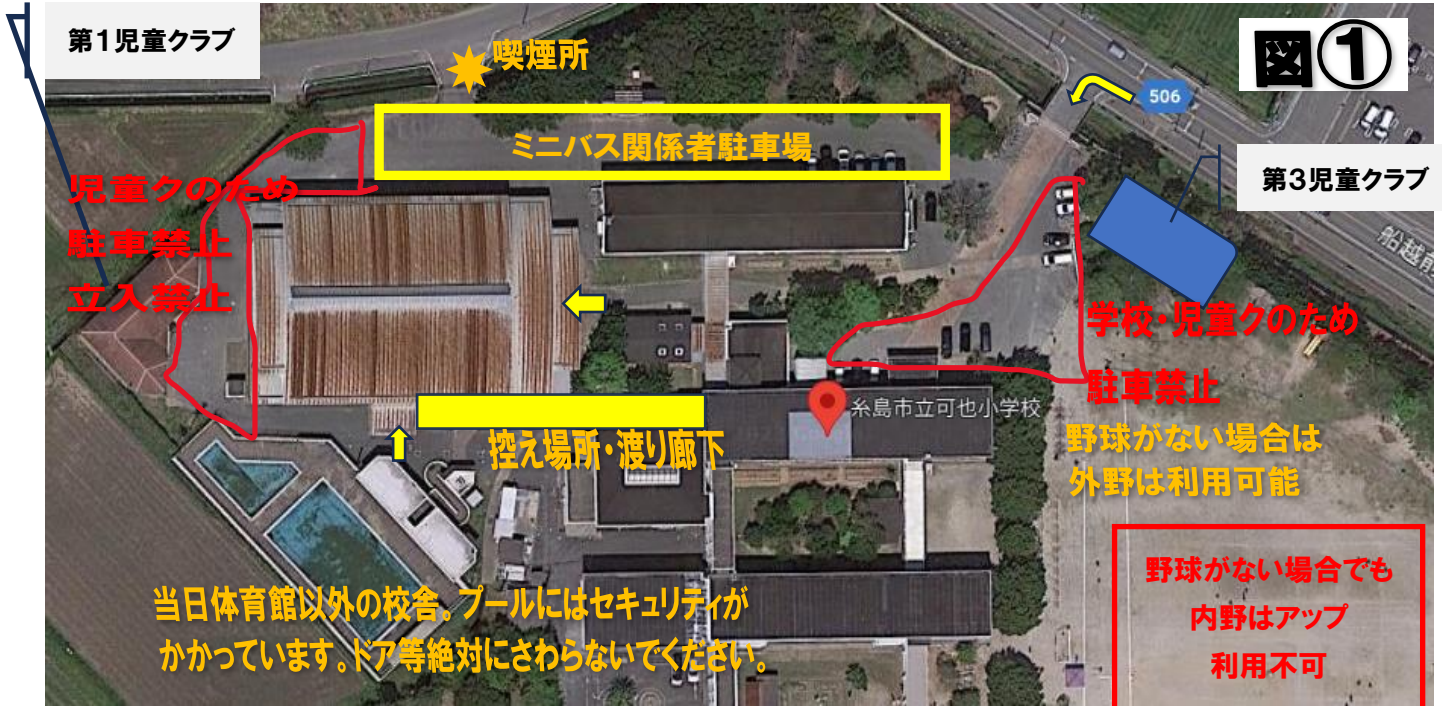 第1児童クラブ
喫煙所
図①
506
ミニバス関係者駐車場
第3児童クラブ
児童クのため
駐車禁止
立入禁止
船越前
学校・児童クのため
駐車禁止
糸島市立可也小学校
控え場所・渡り廊下
野球がない場合は
外野は利用可能
野球がない場合でも
内野はアップ
利用不可
当日体育館以外の校舎。プールにはセキュリティが
かかっています。ドア等絶対にさわらないでください。